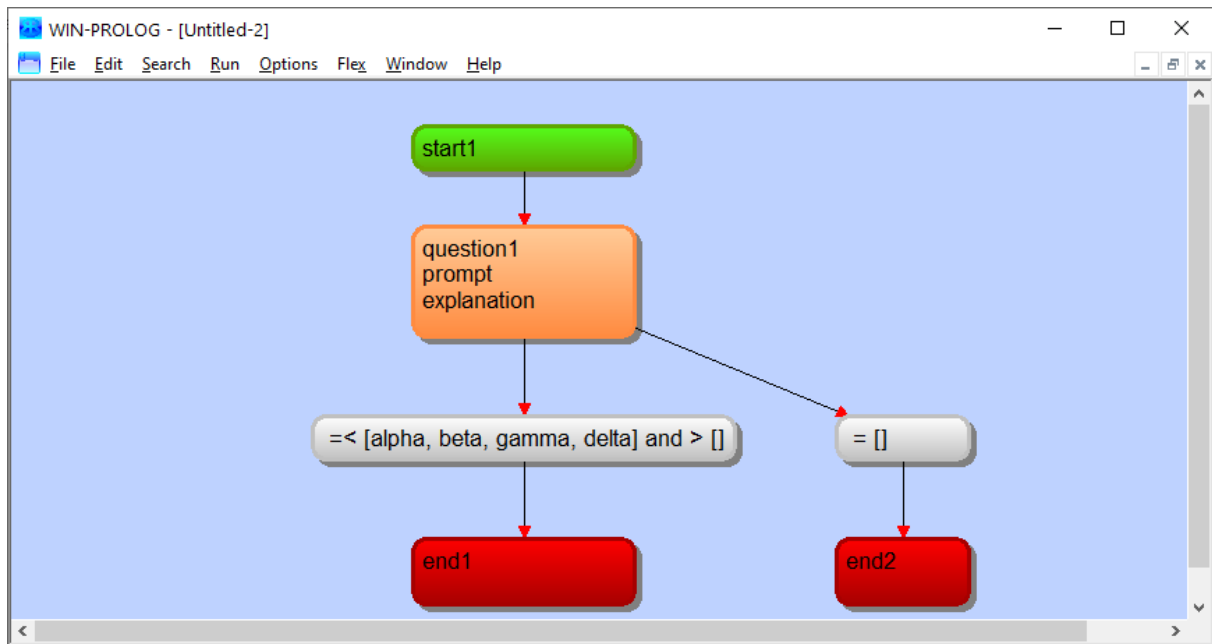 WIN-PROLOG - [Untitled-2]
File Edit Search Run Options Flex Window Help
start1
question1
prompt
explanation
=< [alpha, beta, gamma, delta] and > []
= []
end1
end2